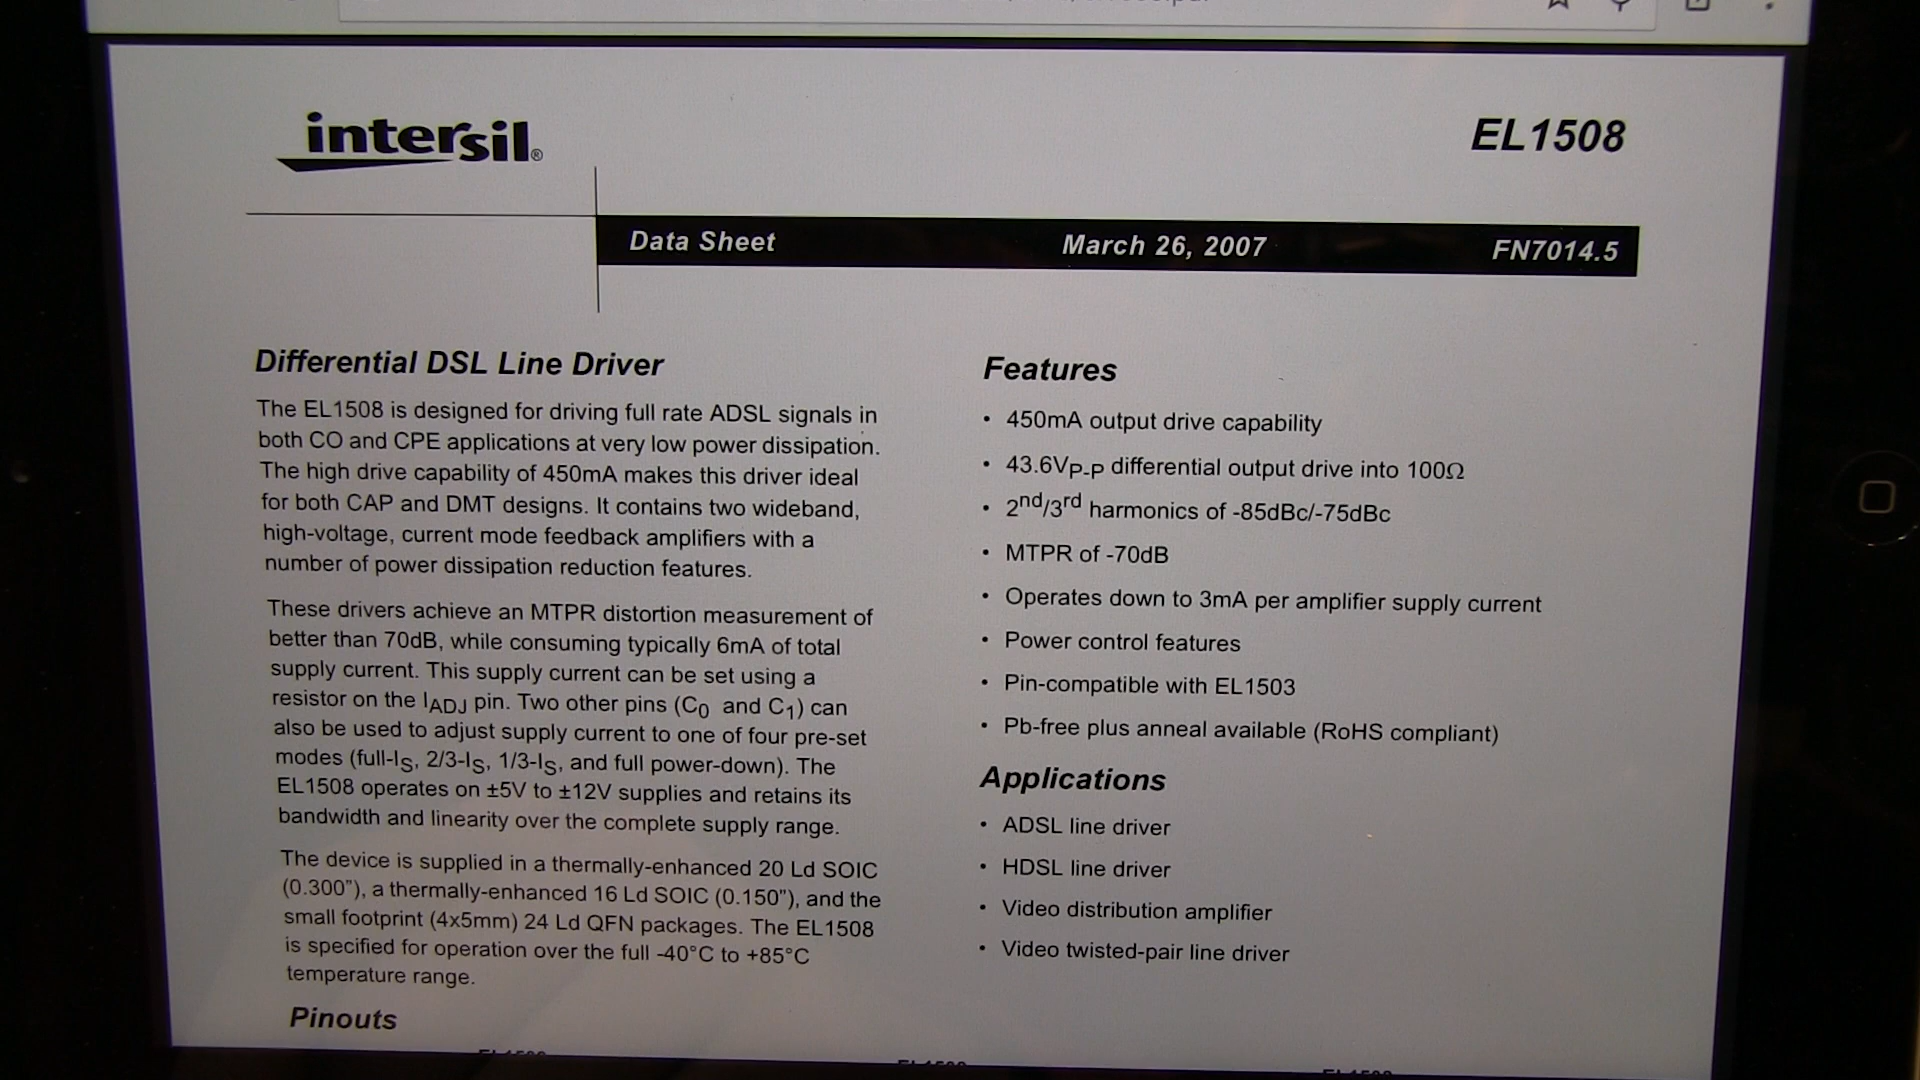 intersil®
EL1508
Data Sheet
March 26, 2007
FN7014.5
Differential DSL Line Driver
The EL1508 is designed for driving full rate ADSL signals in
both CO and CPE applications at very low power dissipation.
The high drive capability of 450mA makes this driver ideal
for both CAP and DMT designs. It contains two wideband,
high-voltage, current mode feedback amplifiers with a
number of power dissipation reduction features.
These drivers achieve an MTPR distortion measurement of
better than 70dB, while consuming typically 6mA of total
supply current. This supply current can be set using a
resistor on the IADJ pin. Two other pins (C0 and C1) can
also be used to adjust supply current to one of four pre-set
modes (full-IS, 2/3-IS, 1/3-IS, and full power-down). The
EL1508 operates on ±5V to ±12V supplies and retains its
bandwidth and linearity over the complete supply range.
The device is supplied in a thermally-enhanced 20 Ld SOIC
(0.300”), a thermally-enhanced 16 Ld SOIC (0.150”), and the
small footprint (4x5mm) 24 Ld QFN packages. The EL1508
is specified for operation over the full -40°C to +85°C
temperature range.
Pinouts
Features
• 450mA output drive capability
• 43.6VP-P differential output drive into 100Ω
• 2nd/3rd harmonics of -85dBc/-75dBc
• MTPR of -70dB
• Operates down to 3mA per amplifier supply current
• Power control features
• Pin-compatible with EL1503
• Pb-free plus anneal available (RoHS compliant)
Applications
• ADSL line driver
• HDSL line driver
• Video distribution amplifier
• Video twisted-pair line driver